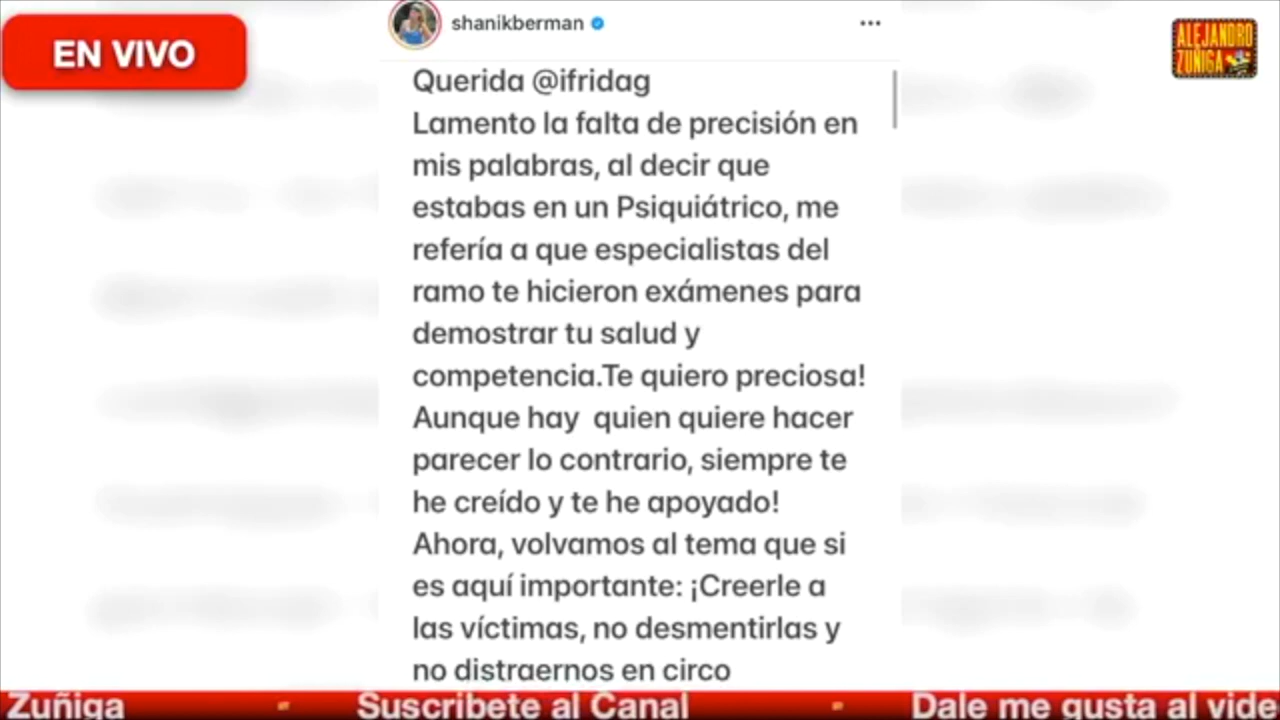 EN VIVO
shanikberman
ALEJANDRO
ZUÑIGA
Querida @ifridag
Lamento la falta de precisión en
mis palabras, al decir que
estabas en un Psiquiátrico, me
refería a que especialistas del
ramo te hicieron exámenes para
demostrar tu salud y
competencia.Te quiero preciosa!
Aunque hay  quien quiere hacer
parecer lo contrario, siempre te
he creído y te he apoyado!
Ahora, volvamos al tema que si
es aquí importante: ¡Creerle a
las víctimas, no desmentirlas y
no distraernos en circo
Zuñiga - Suscribete al Canal - Dale me gusta al vide